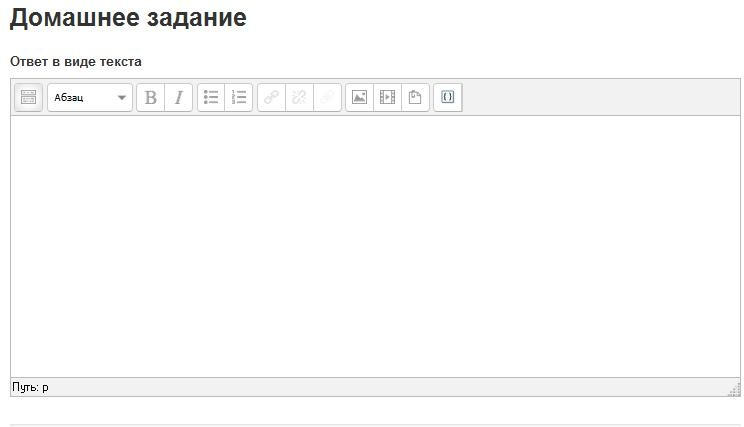 Домашнее задание
Ответ в виде текста
Абзац
Путь: p